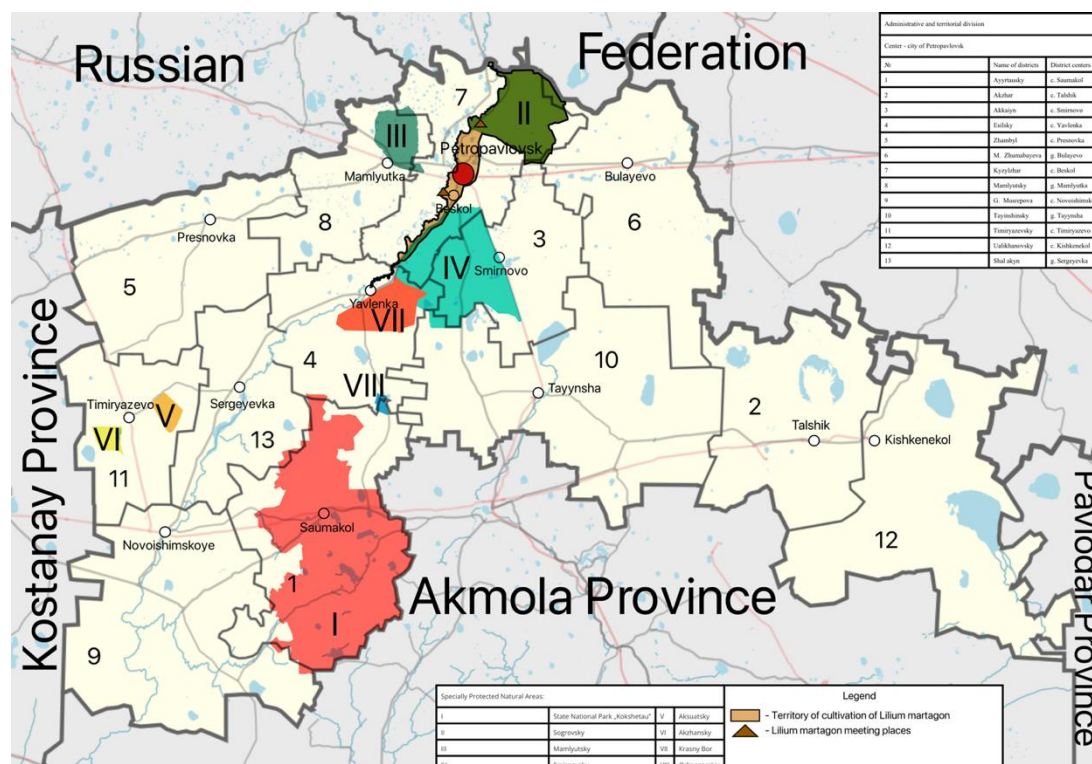 Russian
Federation
Kostanay Province
Akmola Province
Pavlodar Province
Petropavlovsk
Mamlyutka
Beskol
Bulayevo
Presnovka
Smirnovo
Yavlenka
Timiryazevo
Sergeyevka
Tayynsha
Talshik
Kishkenekol
Saumakol
Novoishimskoye
I
II
III
IV
V
VI
VII
VIII
1
2
3
4
5
6
7
8
9
10
11
12
13
Administrative and territorial division
Center - city of Petropavlovsk
№ Name of districts District centers
1 Ayyrtausky c. Saumakol
2 Akzhar c. Talshik
3 Akkaiyn c. Smirnovo
4 Esilsky c. Yavlenka
5 Zhambyl c. Presnovka
6 M. Zhumabayeva g. Bulayevo
7 Kyzylzhar c. Beskol
8 Mamlyutsky g. Mamlyutka
9 G. Musrepova c. Novoishimsk
10 Tayinshinsky g. Tayynsha
11 Timiryazevsky c. Timiryazevo
12 Ualikhanovsky c. Kishkenekol
13 Shal akyn g. Sergeyevka
Specially Protected Natural Areas:
I State National Park „Kokshetau" V Aksuatsky
II Sogrovsky VI Akzhansky
III Mamlyutsky VII Krasny Bor
Legend
- Territory of cultivation of Lilium martagon
- Lilium martagon meeting places